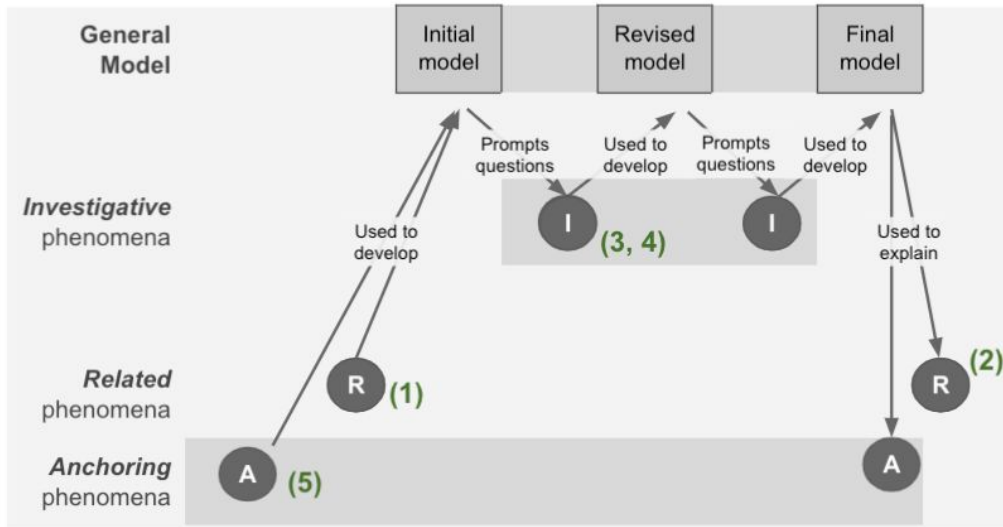 General
Model
Initial
model
Revised
model
Final
model
Prompts
questions
Used to
develop
Prompts
questions
Used to
develop
Investigative
phenomena
I
(3, 4)
I
Used to
develop
Used to
explain
Related
phenomena
R
(1)
R
(2)
Anchoring
phenomena
A
(5)
A